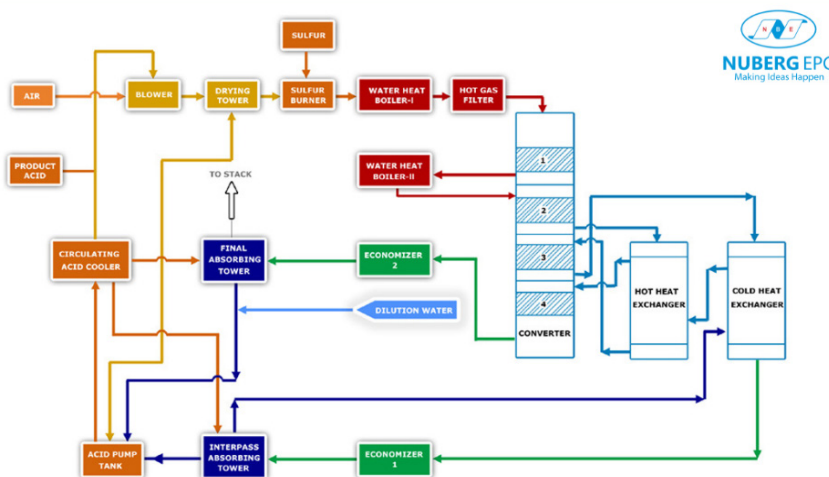 N B E
NUBERG EPC
Making Ideas Happen
SULFUR
AIR
BLOWER
DRYING
TOWER
SULFUR
BURNER
WATER HEAT
BOILER-I
HOT GAS
FILTER
PRODUCT
ACID
TO STACK
WATER HEAT
BOILER-II
1
2
3
4
CONVERTER
CIRCULATING
ACID COOLER
FINAL
ABSORBING
TOWER
ECONOMIZER
2
HOT HEAT
EXCHANGER
COLD HEAT
EXCHANGER
DILUTION WATER
ACID PUMP
TANK
INTERPASS
ABSORBING
TOWER
ECONOMIZER
1